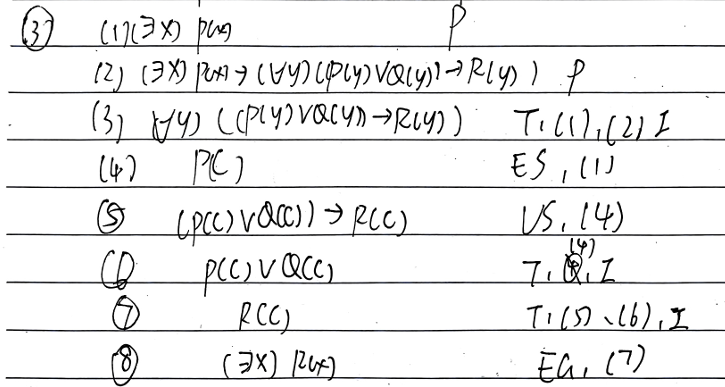 ③ (1) (∃x) P(x) P
(2) (∃x) P(x) → (∀y) (P(y) ∨ Q(y)) → R(y)) P
(3) (∀y) ((P(y) ∨ Q(y)) → R(y)) T, (1), (2) I
(4) P(C) ES, (1)
⑤ (P(C) ∨ Q(C)) → R(C) US, (4)
⑥ P(C) ∨ Q(C) T, (4), I
⑦ R(C) T, (5), (6), I
⑧ (∃x) R(x) EG, (7)